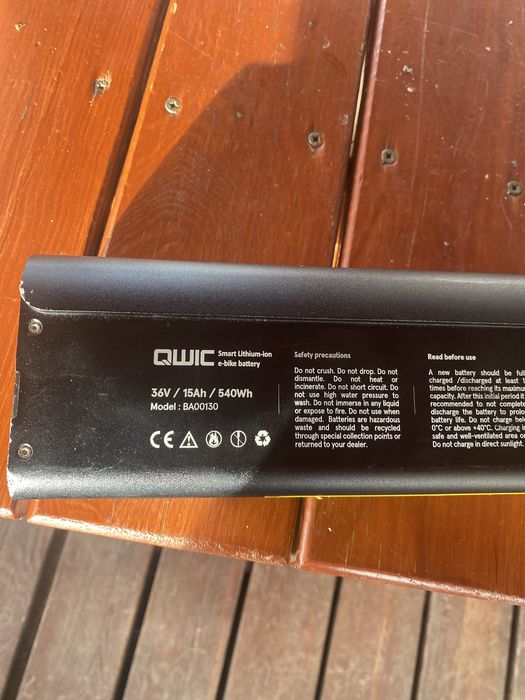 QWIC Smart Lithium-ion
e-bike battery
36V / 15Ah / 540Wh
Model : BA00130
CE
Safety precautions
Do not crush. Do not drop. Do not
dismantle. Do not heat or
incinerate. Do not short circuit. Do
not use high water pressure to
wash. Do not immerse in any liquid
or expose to fire. Do not use when
damaged. Batteries are hazardous
waste and should be recycled
through special collection points or
returned to your dealer.
Read before use
A new battery should be full
charged /discharged at least 1
times before reaching its maximu
capacity. After this initial period it
recommended to not complete
discharge the battery to prolo
battery life. Do not charge bel
0°C or above +40°C. Charging i
safe and well-ventilated area or
Do not charge in direct sunlight.